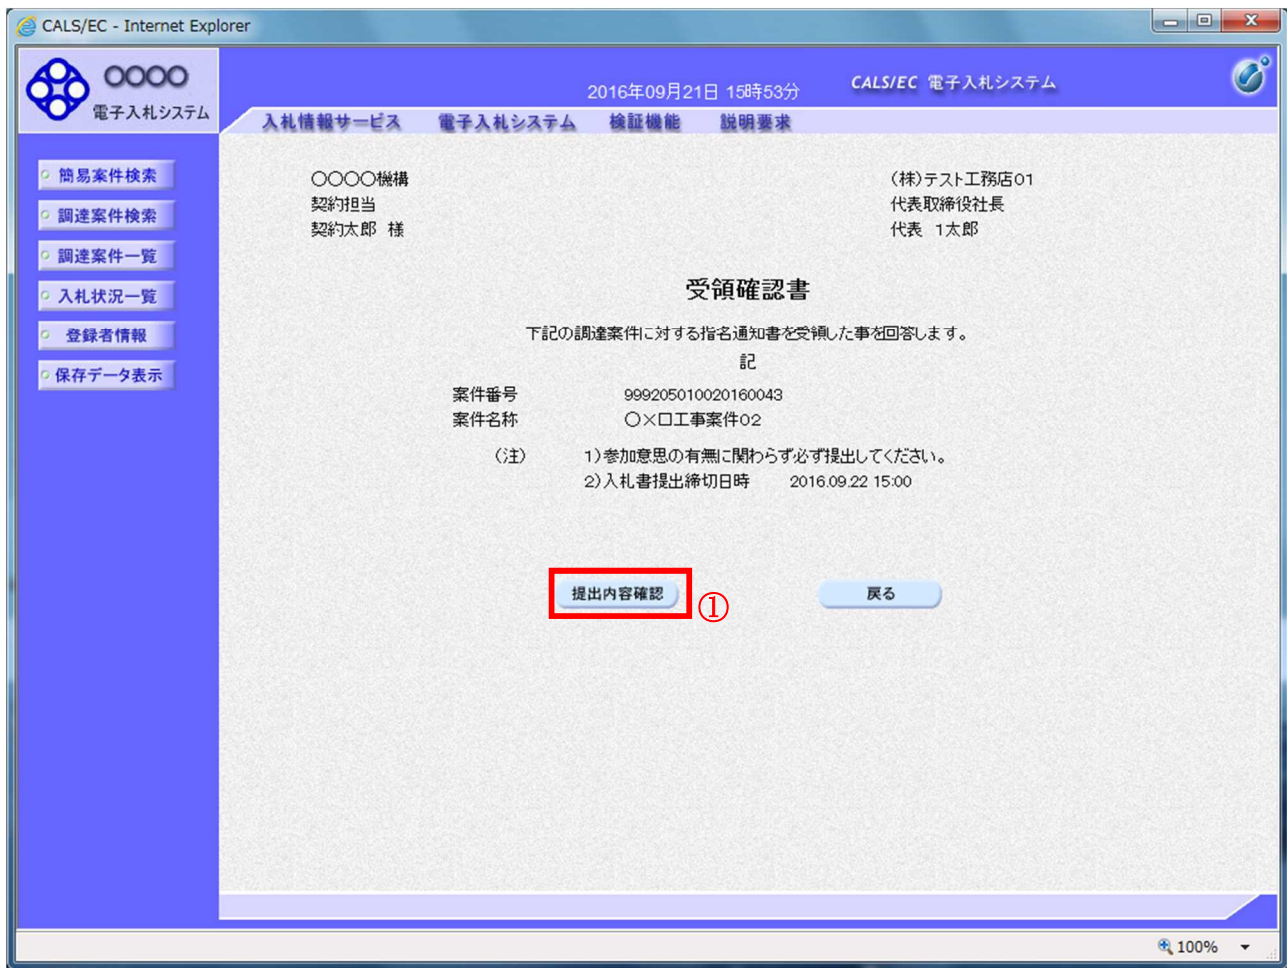 CALS/EC - Internet Explorer
○○○○
電子入札システム
2016年09月21日 15時53分
CALS/EC 電子入札システム
入札情報サービス 電子入札システム 検証機能 説明要求
簡易案件検索
調達案件検索
調達案件一覧
入札状況一覧
登録者情報
保存データ表示
○○○○機構
契約担当
契約太郎 様
(株)テスト工務店01
代表取締役社長
代表 1太郎
受領確認書
下記の調達案件に対する指名通知書を受領した事を回答します。
記
案件番号 999205010020160043
案件名称 ○×口工事案件02
(注) 1)参加意思の有無に関わらず必ず提出してください。
2)入札書提出締切日時 2016.09.22 15:00
提出内容確認
①
戻る
100%